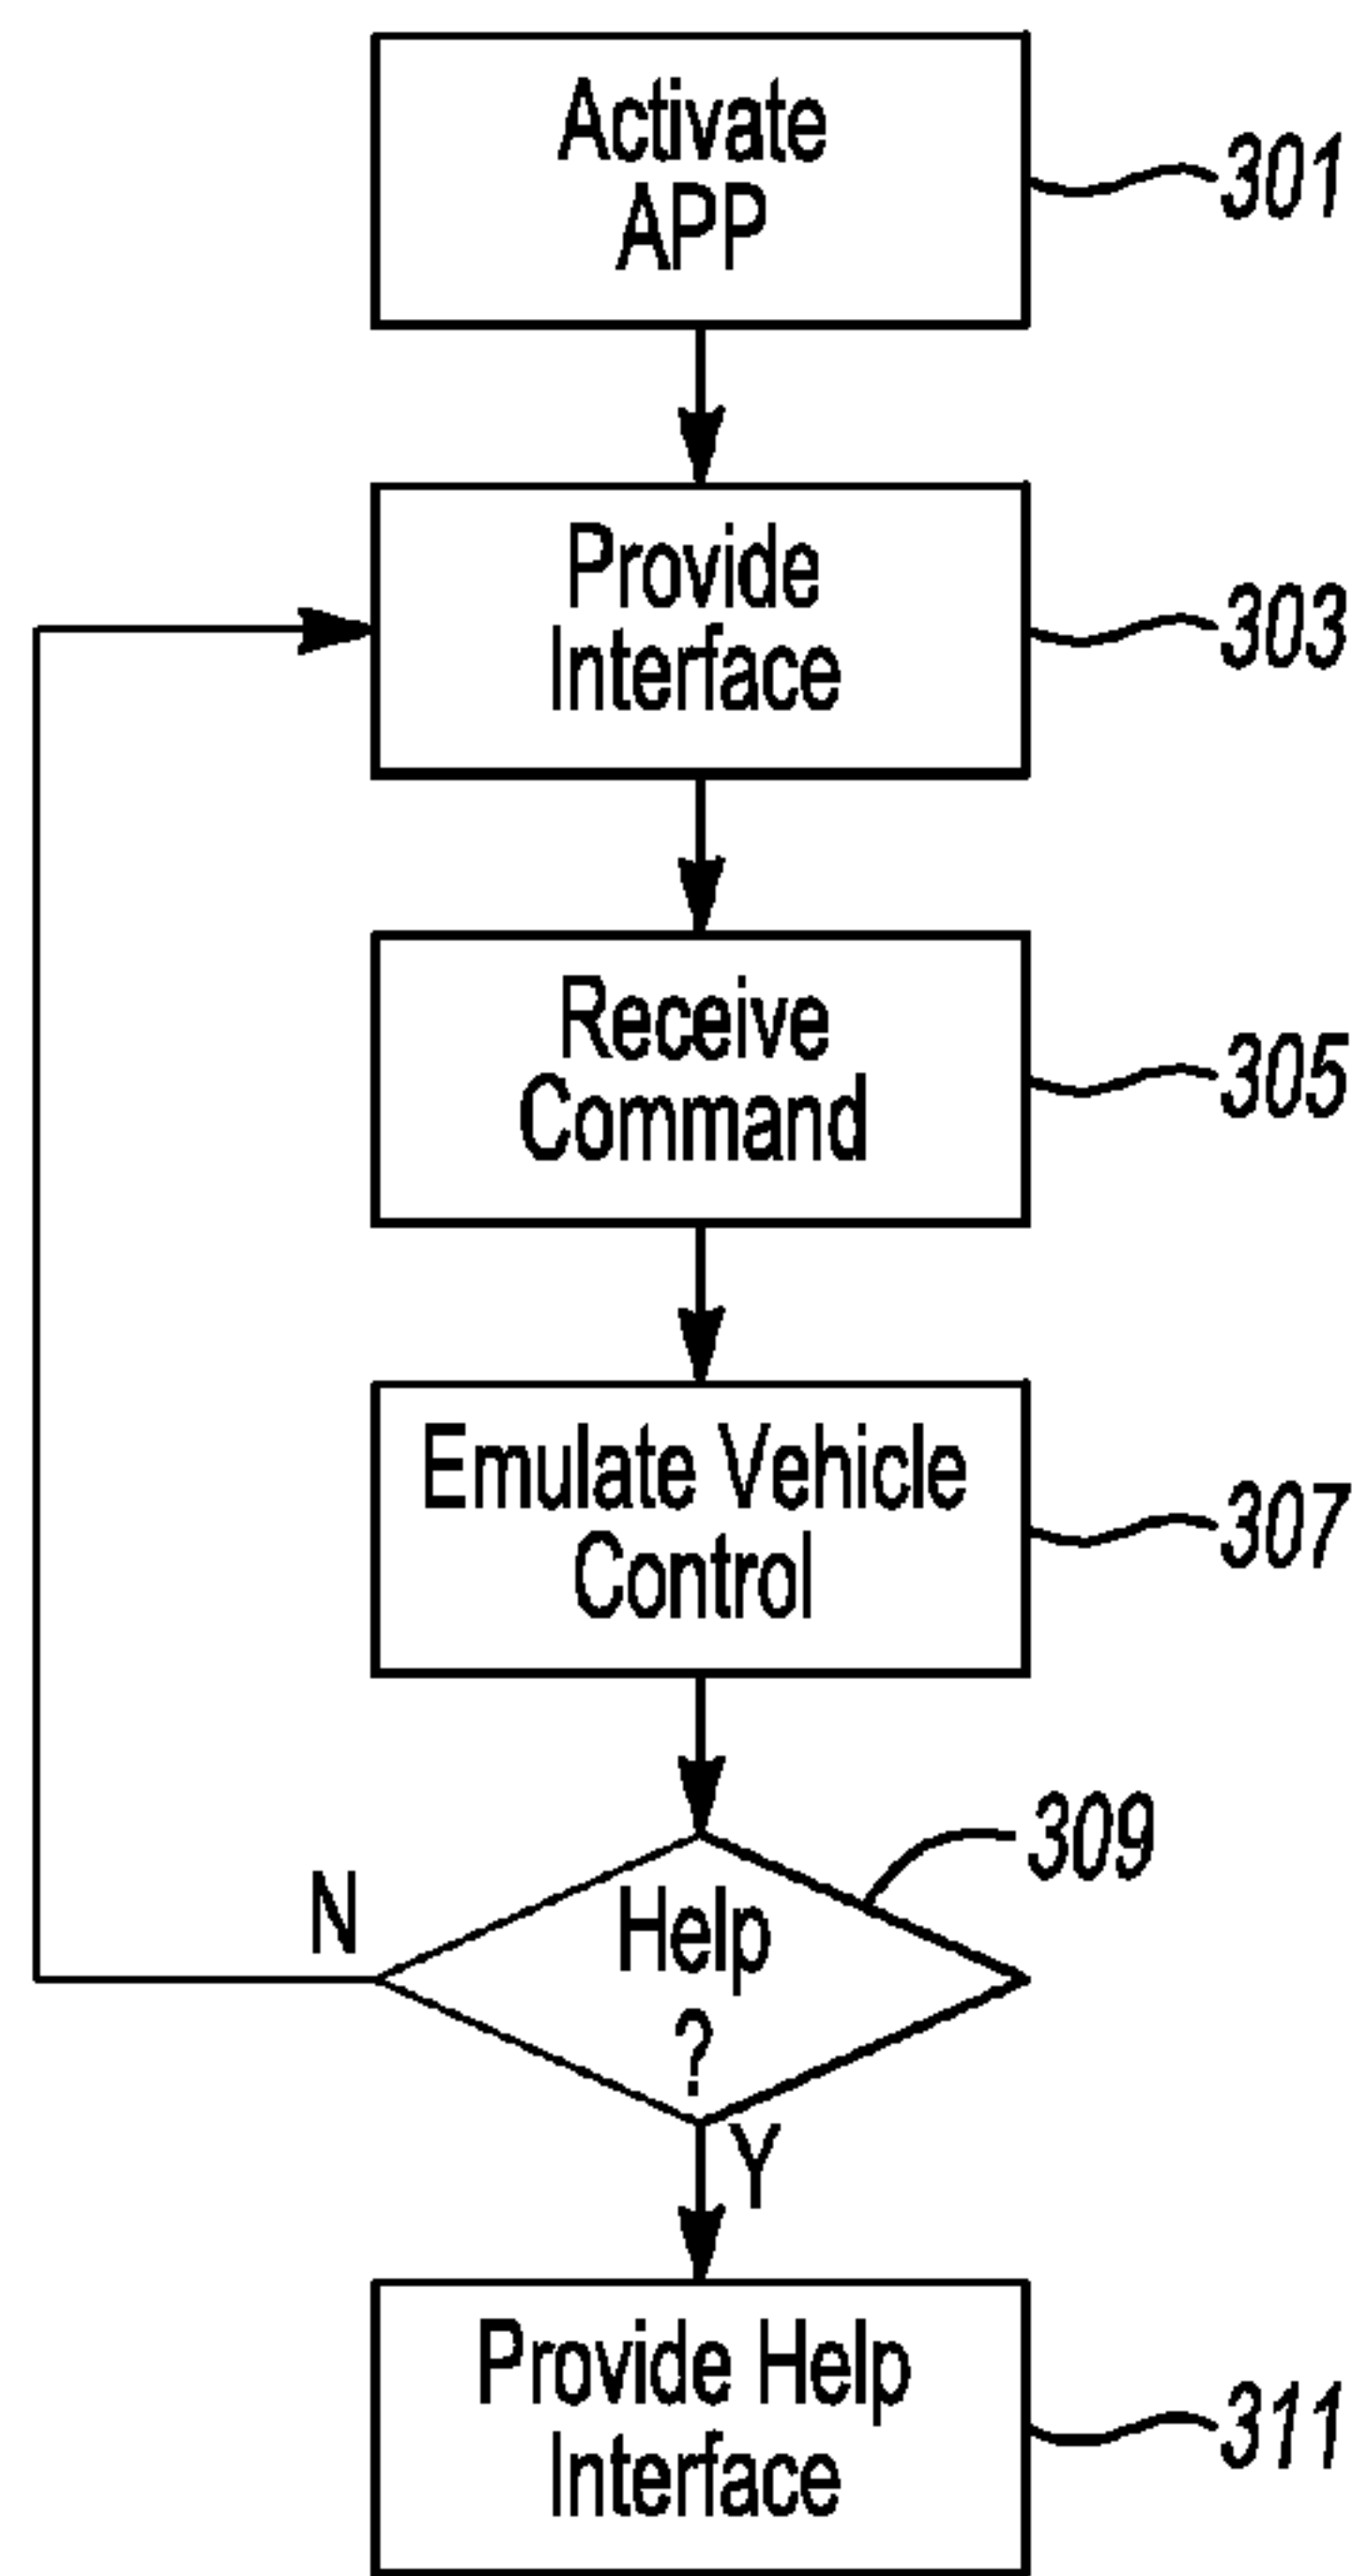 Activate
APP
301
Provide
Interface
303
Receive
Command
305
Emulate Vehicle
Control
307
309
N
Help
?
Y
Provide Help
Interface
311